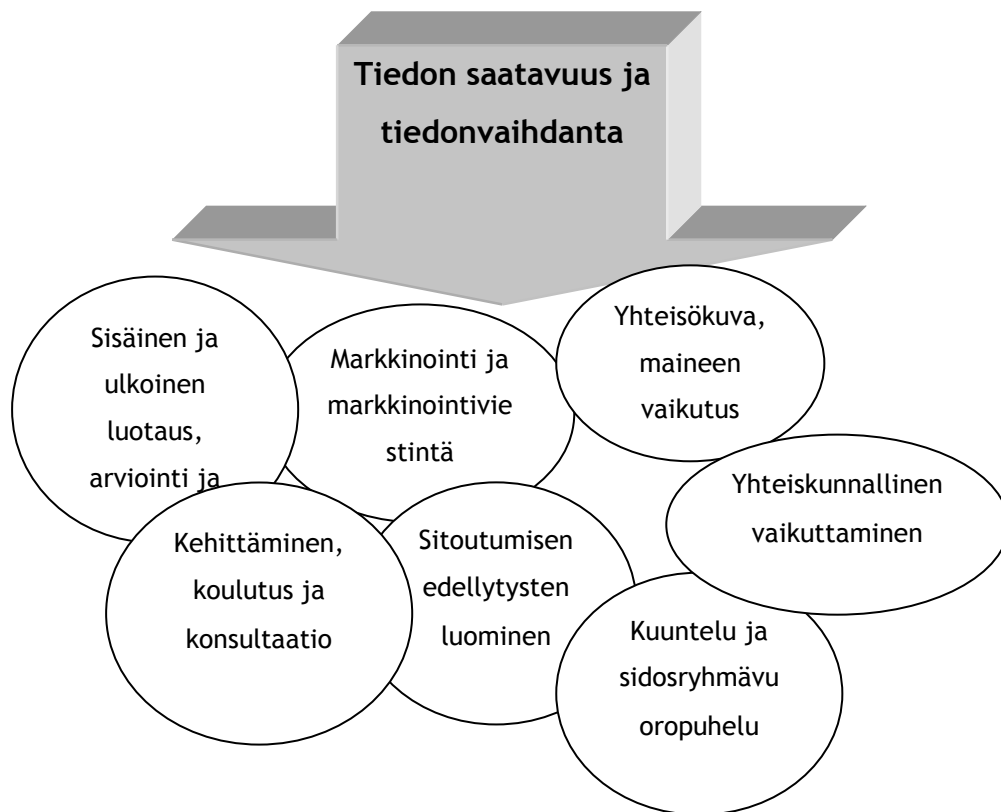 Tiedon saatavuus ja
tiedonvaihdanta
Sisäinen ja
ulkoinen
luotaus,
arviointi ja
Markkinointi ja
markkinointivie
stintä
Yhteisökuva,
maineen
vaikutus
Yhteiskunnallinen
vaikuttaminen
Kehittäminen,
koulutus ja
konsultaatio
Sitoutumisen
edellytysten
luominen
Kuuntelu ja
sidosryhmävu
oropuhelu